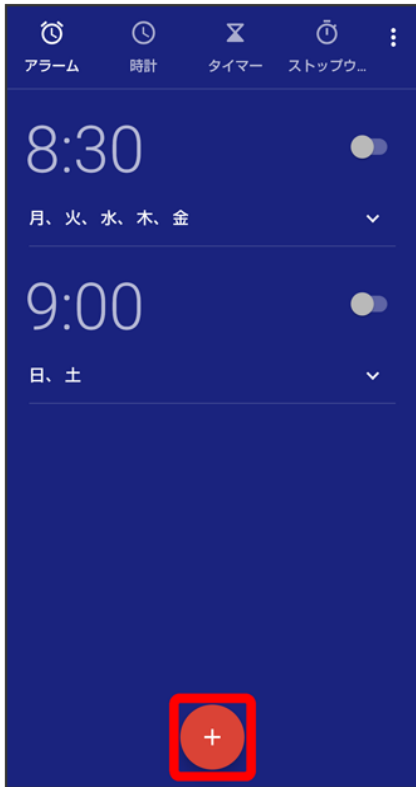 アラーム 時計 タイマー ストップウ...
8:30
月、火、水、木、金
9:00
日、土
+